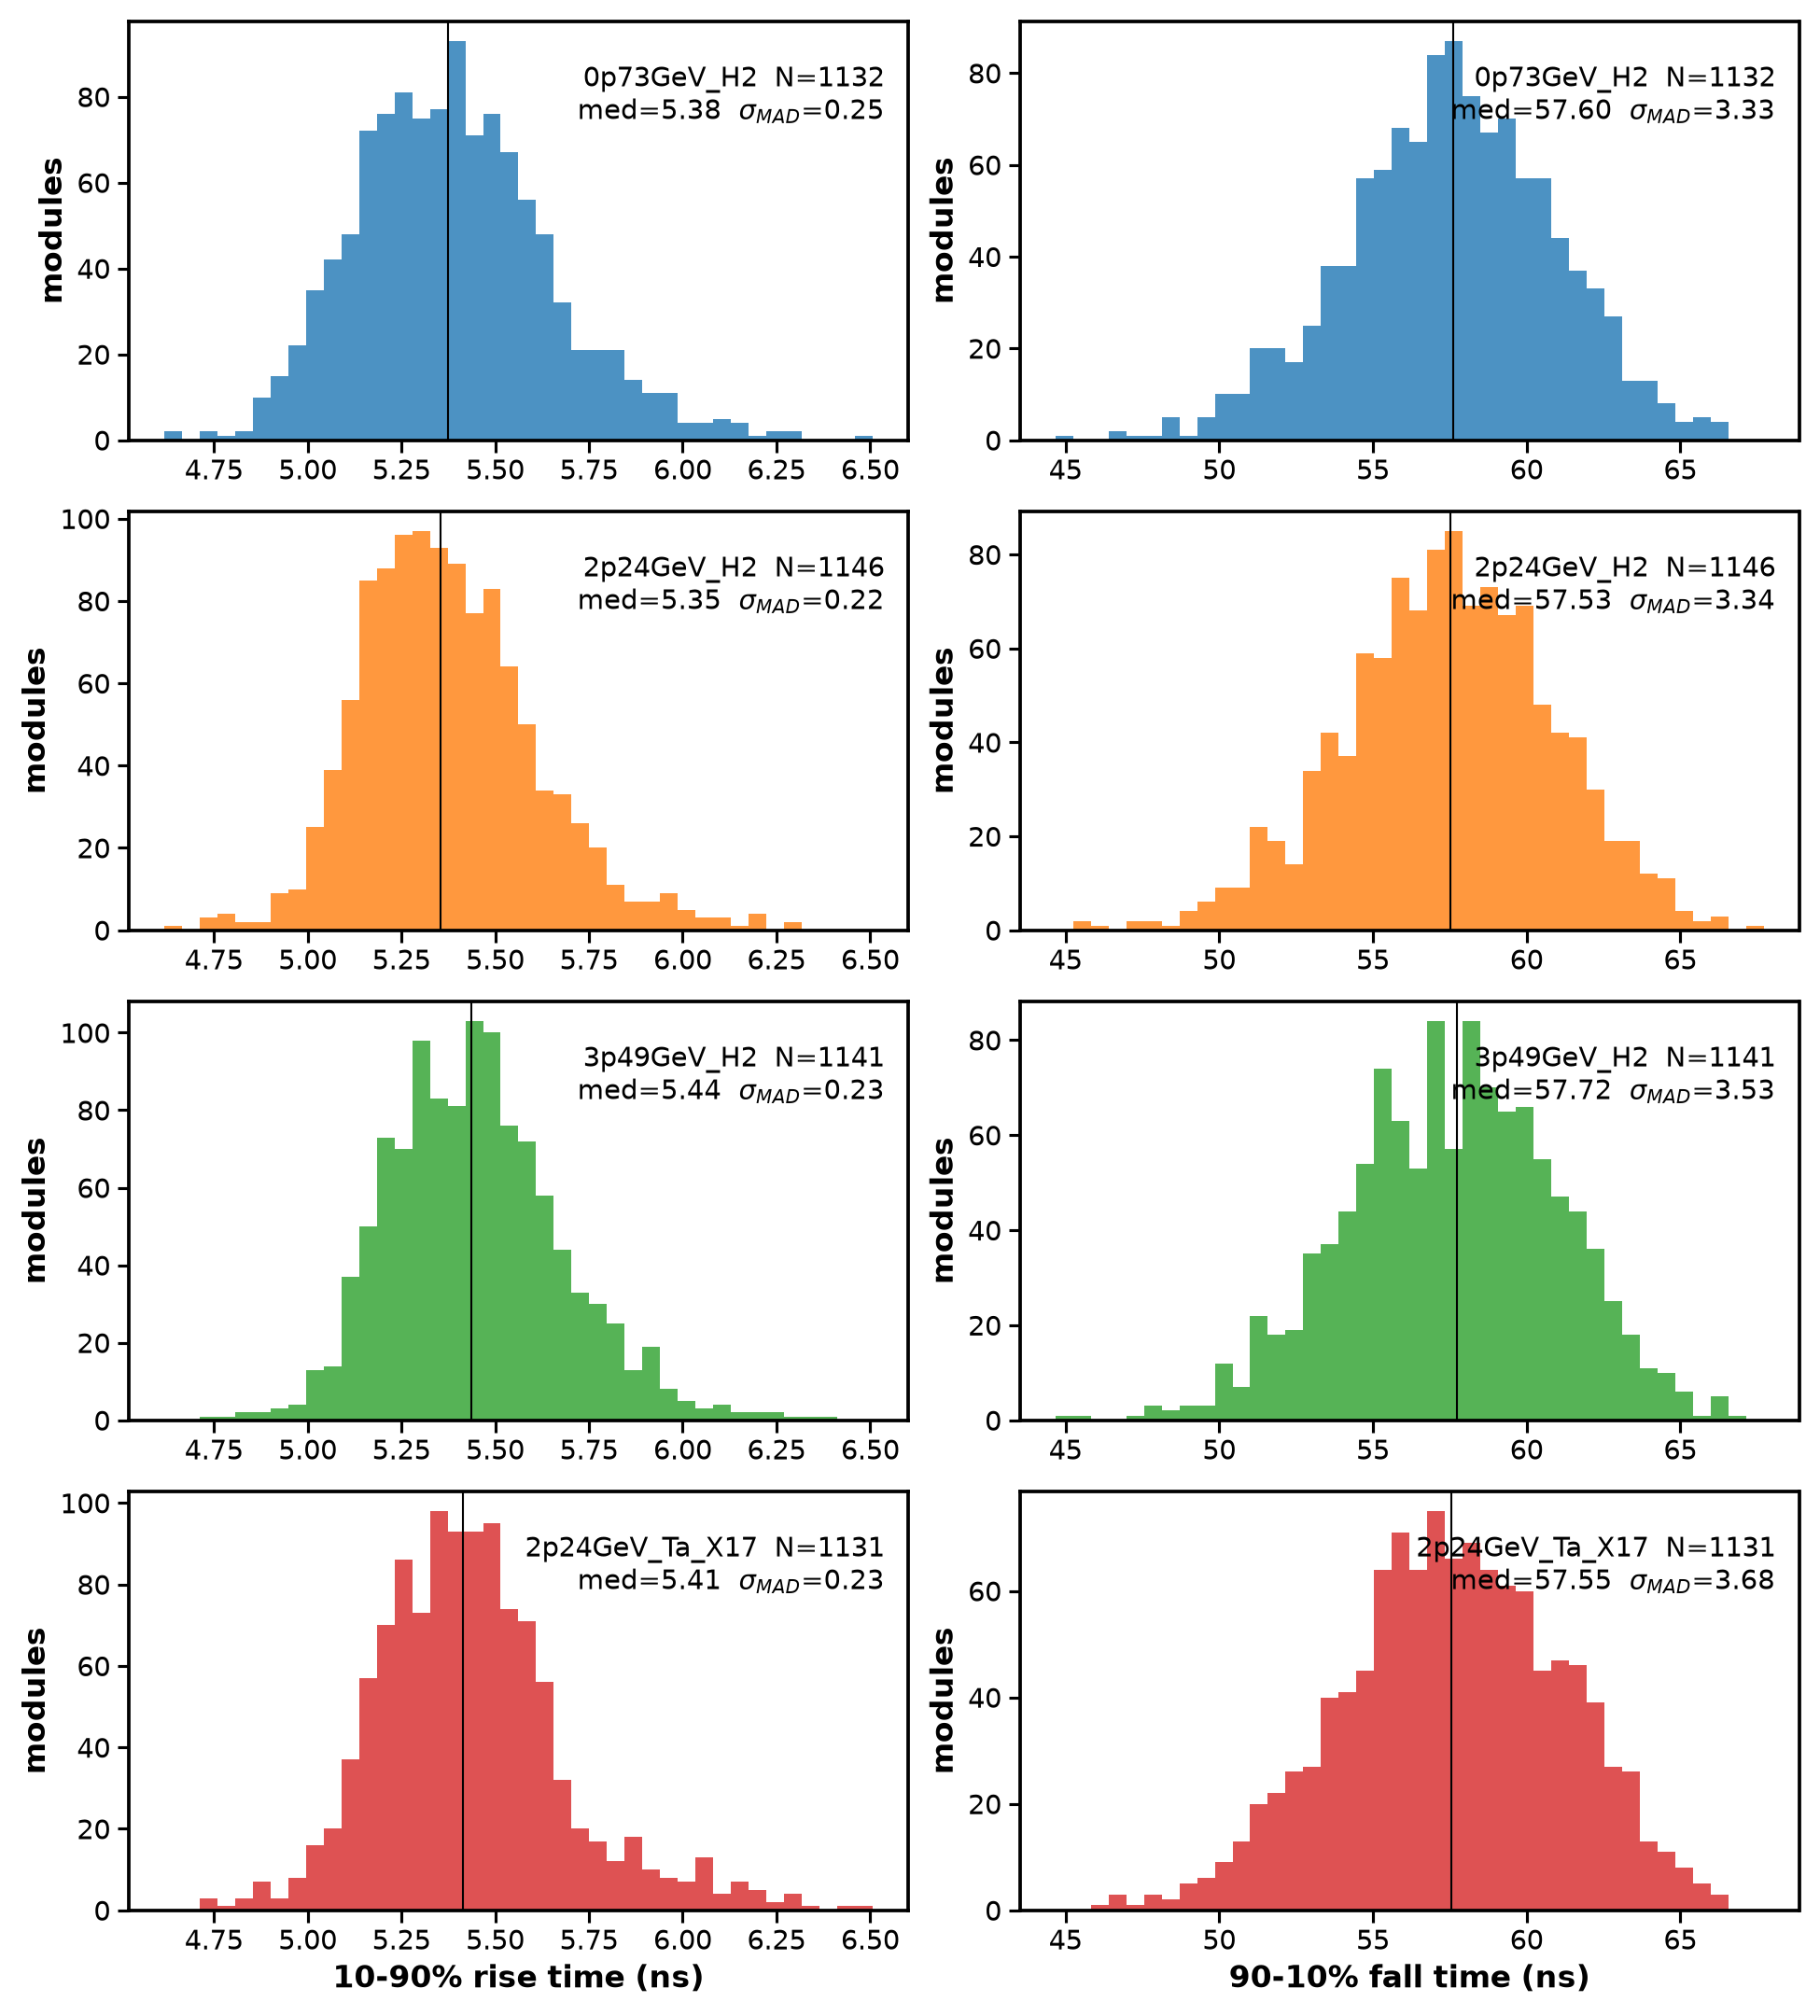 0p73GeV_H2 N=1132
med=5.38 σMAD=0.25
modules
0 20 40 60 80
4.75 5.00 5.25 5.50 5.75 6.00 6.25 6.50
0p73GeV_H2 N=1132
med=57.60 σMAD=3.33
modules
0 20 40 60 80
45 50 55 60 65
2p24GeV_H2 N=1146
med=5.35 σMAD=0.22
modules
0 20 40 60 80 100
4.75 5.00 5.25 5.50 5.75 6.00 6.25 6.50
2p24GeV_H2 N=1146
med=57.53 σMAD=3.34
modules
0 20 40 60 80
45 50 55 60 65
3p49GeV_H2 N=1141
med=5.44 σMAD=0.23
modules
0 20 40 60 80 100
4.75 5.00 5.25 5.50 5.75 6.00 6.25 6.50
3p49GeV_H2 N=1141
med=57.72 σMAD=3.53
modules
0 20 40 60 80
45 50 55 60 65
2p24GeV_Ta_X17 N=1131
med=5.41 σMAD=0.23
modules
0 20 40 60 80 100
4.75 5.00 5.25 5.50 5.75 6.00 6.25 6.50
10-90% rise time (ns)
2p24GeV_Ta_X17 N=1131
med=57.55 σMAD=3.68
modules
0 20 40 60
45 50 55 60 65
90-10% fall time (ns)